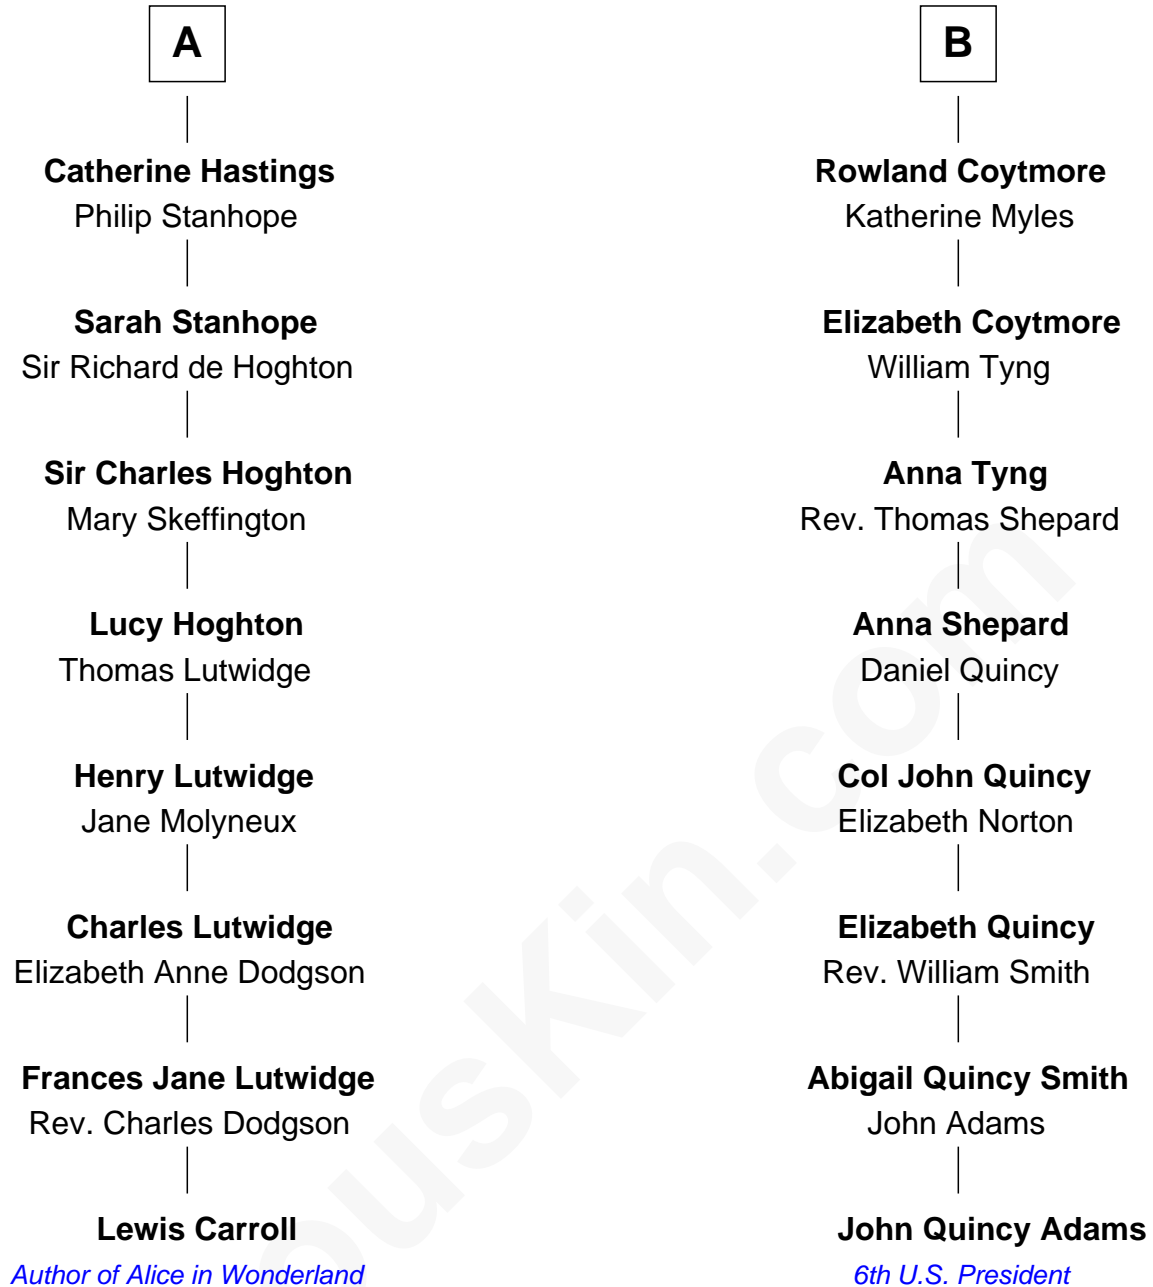 A
Catherine Hastings
Philip Stanhope
Sarah Stanhope
Sir Richard de Hoghton
Sir Charles Hoghton
Mary Skeffington
Lucy Hoghton
Thomas Lutwidge
Henry Lutwidge
Jane Molyneux
Charles Lutwidge
Elizabeth Anne Dodgson
Frances Jane Lutwidge
Rev. Charles Dodgson
Lewis Carroll
Author of Alice in Wonderland
B
Rowland Coytmore
Katherine Myles
Elizabeth Coytmore
William Tyng
Anna Tyng
Rev. Thomas Shepard
Anna Shepard
Daniel Quincy
Col John Quincy
Elizabeth Norton
Elizabeth Quincy
Rev. William Smith
Abigail Quincy Smith
John Adams
John Quincy Adams
6th U.S. President
ousKin.com